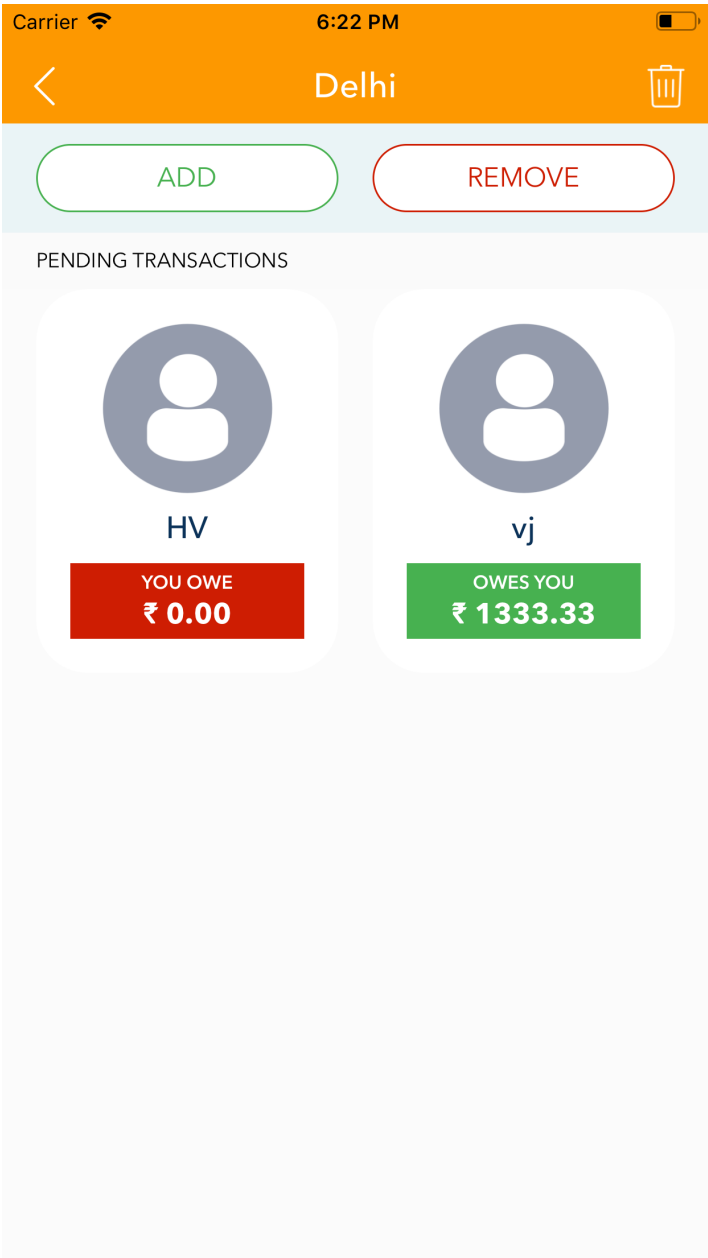 Carrier 6:22 PM
Delhi
ADD REMOVE
PENDING TRANSACTIONS
HV vj
YOU OWE OWES YOU
₹ 0.00 ₹ 1333.33